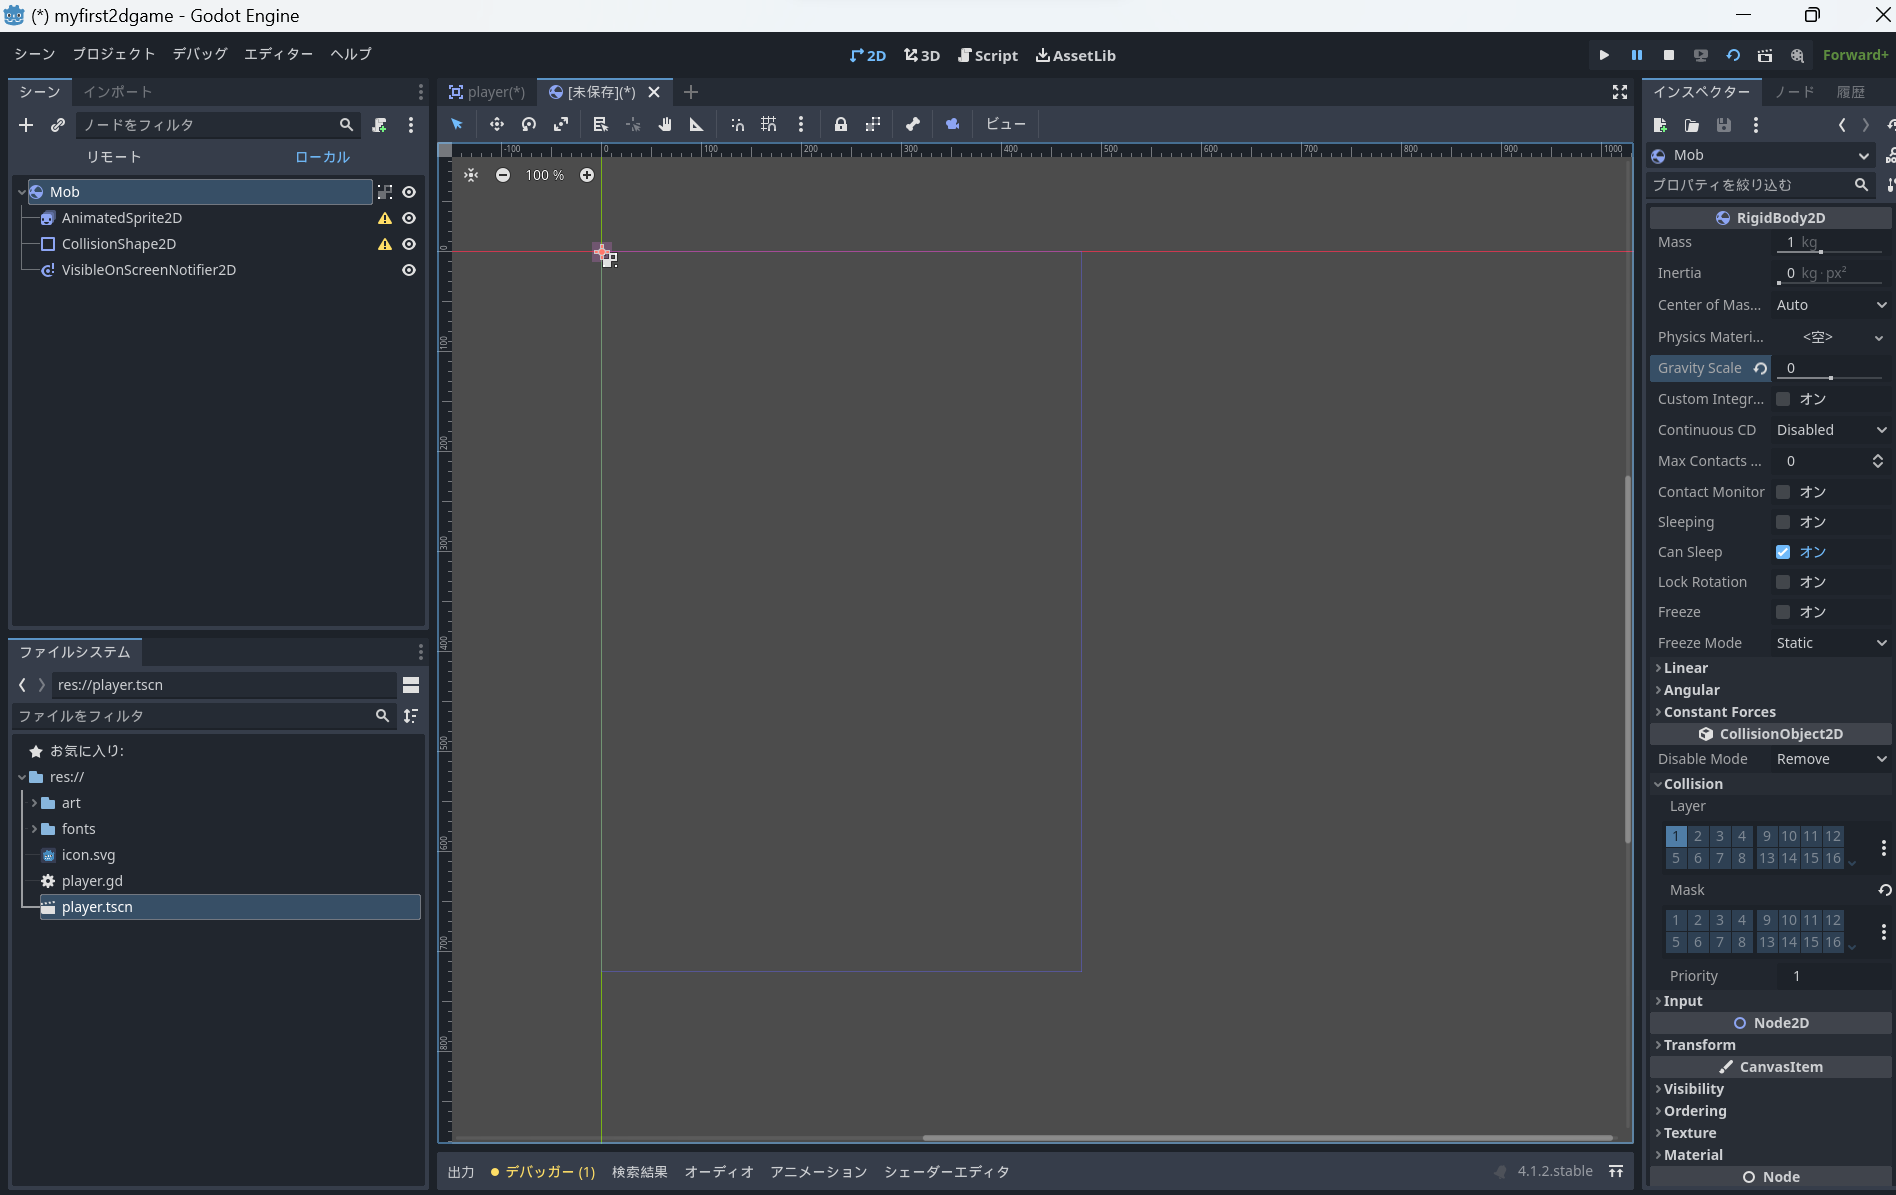 (*) myfirst2dgame - Godot Engine
シーン プロジェクト デバッグ エディター ヘルプ
2D 3D Script AssetLib
Forward+
シーン インポート
ノードをフィルタ
リモート ローカル
Mob
AnimatedSprite2D
CollisionShape2D
VisibleOnScreenNotifier2D
ファイルシステム
res://player.tscn
ファイルをフィルタ
お気に入り:
res://
art
fonts
icon.svg
player.gd
player.tscn
player(*) [未保存](*)
ビュー
-100 0 100 200 300 400 500 600 700 800 900 1000
100 %
0
100
200
300
400
500
600
700
800
出力 デバッガー (1) 検索結果 オーディオ アニメーション シェーダーエディタ
4.1.2.stable
インスペクター ノード 履歴
Mob
プロパティを絞り込む
RigidBody2D
Mass 1 kg
Inertia 0 kg·px²
Center of Mas... Auto
Physics Materi... <空>
Gravity Scale 0
Custom Integr... オン
Continuous CD Disabled
Max Contacts ... 0
Contact Monitor オン
Sleeping オン
Can Sleep オン
Lock Rotation オン
Freeze オン
Freeze Mode Static
Linear
Angular
Constant Forces
CollisionObject2D
Disable Mode Remove
Collision
Layer
1 2 3 4 9 10 11 12
5 6 7 8 13 14 15 16
Mask
1 2 3 4 9 10 11 12
5 6 7 8 13 14 15 16
Priority 1
Input
Node2D
Transform
CanvasItem
Visibility
Ordering
Texture
Material
Node